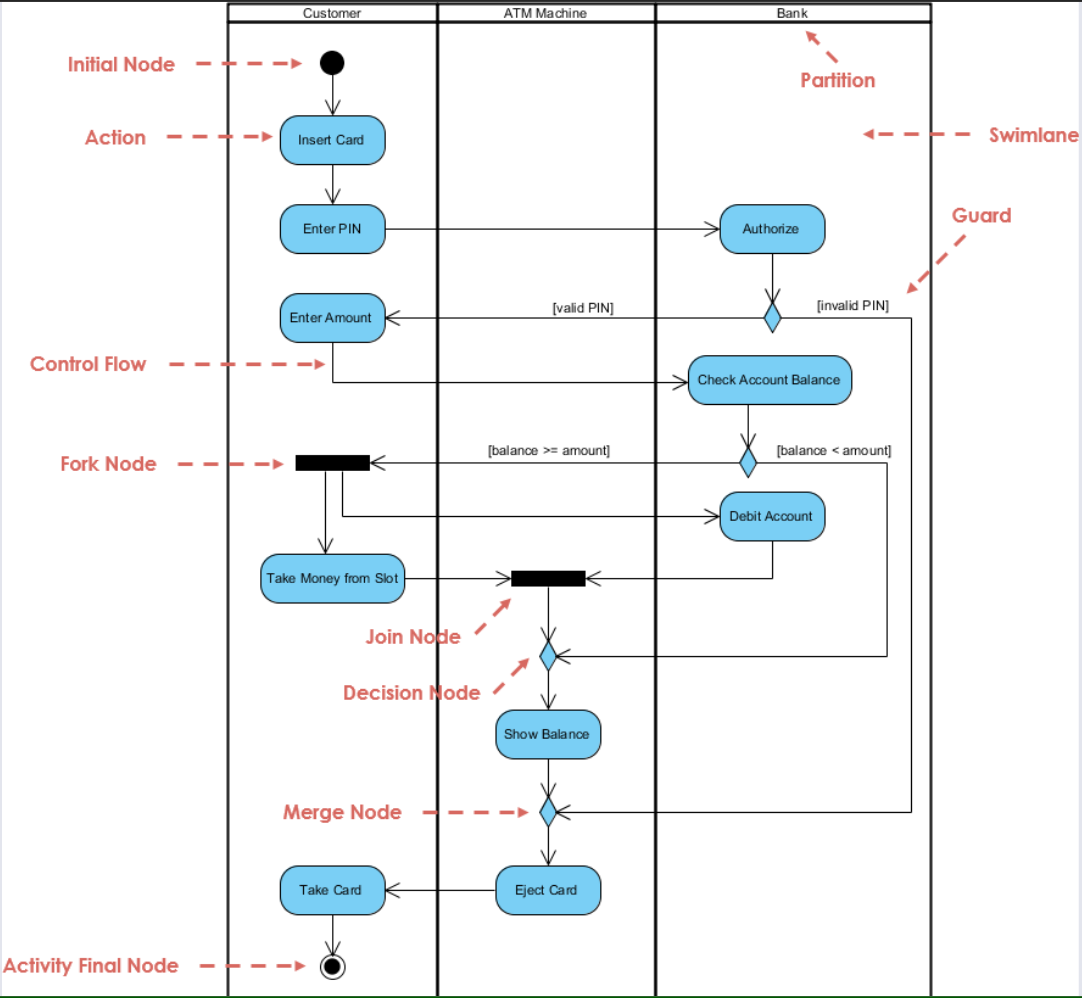 Customer
ATM Machine
Bank
Initial Node
Partition
Action
Insert Card
Swimlane
Enter PIN
Authorize
Guard
Enter Amount
[valid PIN]
[invalid PIN]
Control Flow
Check Account Balance
Fork Node
[balance >= amount]
[balance < amount]
Debit Account
Take Money from Slot
Join Node
Decision Node
Show Balance
Merge Node
Take Card
Eject Card
Activity Final Node